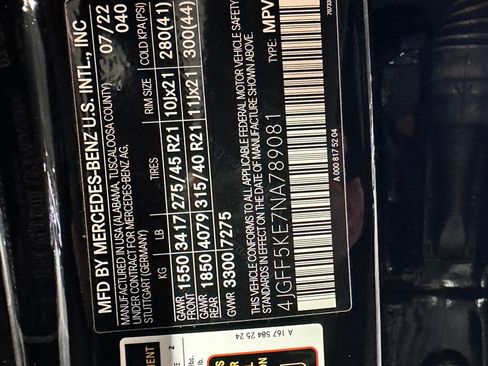 MFD BY MERCEDES-BENZ U.S. INTL., INC 07/22
MANUFACTURED IN USA (ALABAMA, TUSCALOOSA COUNTY) 040
UNDER CONTRACT FOR MERCEDES-BENZ AG,
STUTTGART (GERMANY)
KG LB TIRES RIM SIZE COLD KPA(PSI)
GAWR FRONT 1550 3417 275/45 R21 10Jx21 280(41)
GAWR REAR 1850 4079 315/40 R21 11Jx21 300(44)
GVWR 3300 7275
THIS VEHICLE CONFORMS TO ALL APPLICABLE FEDERAL MOTOR VEHICLE SAFETY
STANDARDS IN EFFECT ON THE DATE OF MANUFACTURE SHOWN ABOVE.
4JGFF5KE7NA789081 TYPE: MPV
A 000 817 52 04
A 167 584 25 24
2
lbs.
lb.